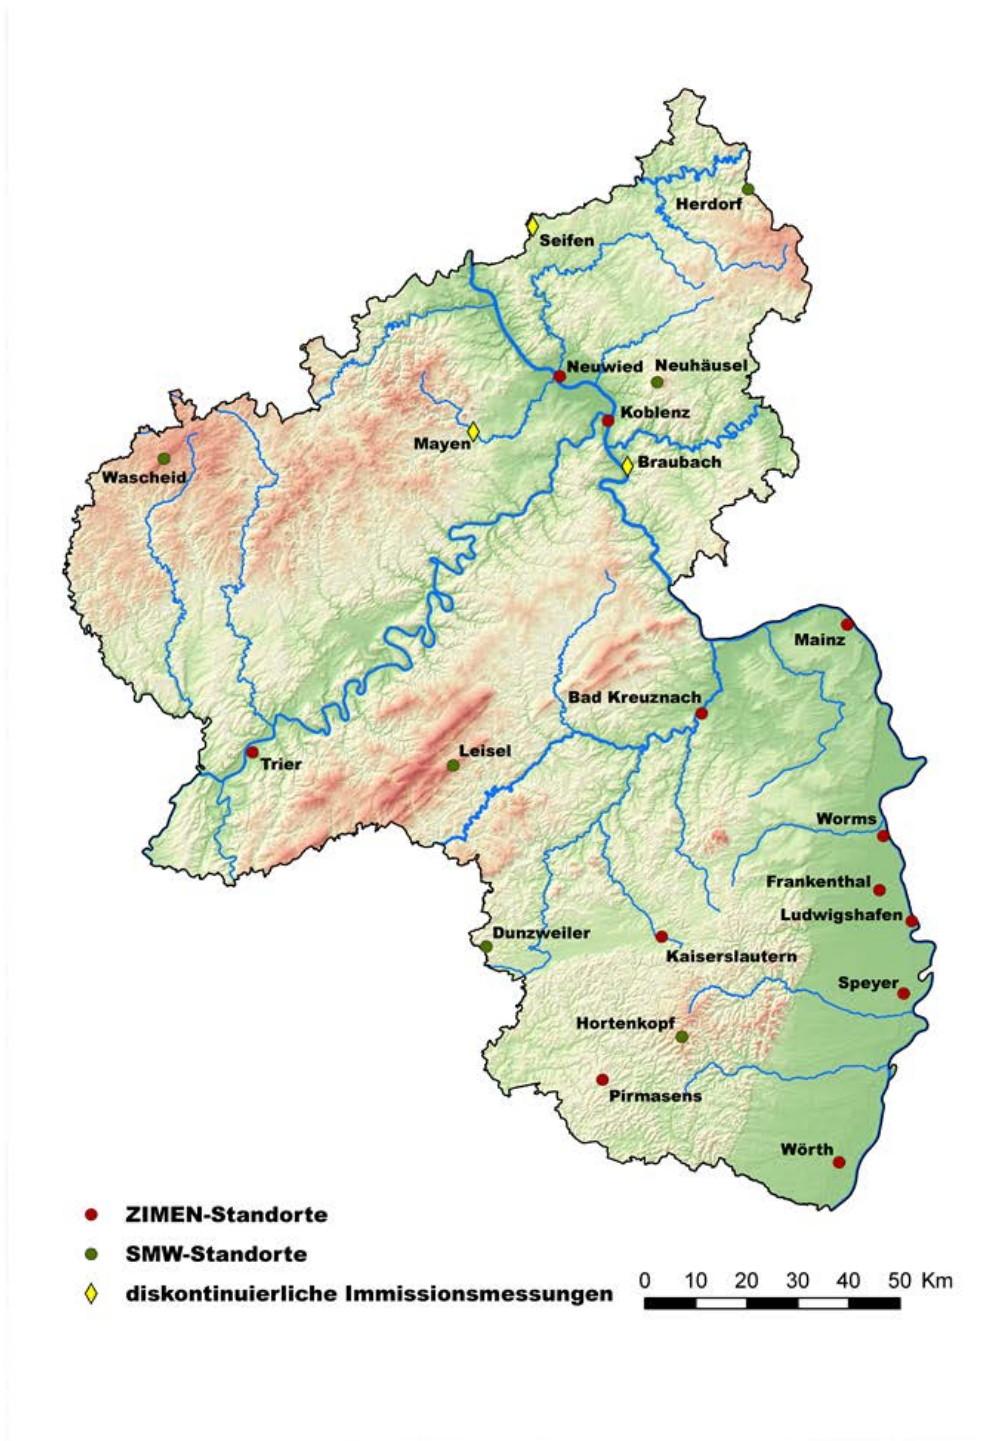 Herdorf
Seifen
Neuwied
Neuhäusel
Koblenz
Mayen
Braubach
Wascheid
Mainz
Bad Kreuznach
Leisel
Trier
Worms
Frankenthal
Ludwigshafen
Dunzweiler
Kaiserslautern
Speyer
Hortenkopf
Pirmasens
Wörth
ZIMEN-Standorte
SMW-Standorte
diskontinuierliche Immissionsmessungen
0 10 20 30 40 50 Km